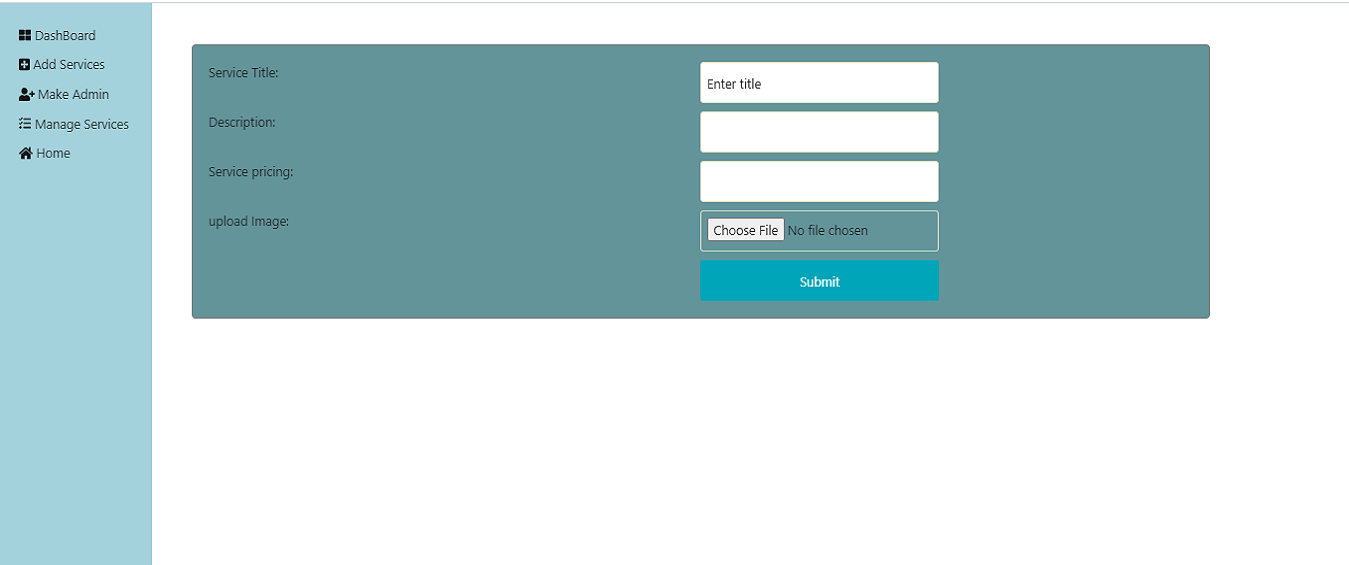 DashBoard
Add Services
Make Admin
Manage Services
Home
Service Title:
Enter title
Description:
Service pricing:
upload Image:
Choose File No file chosen
Submit